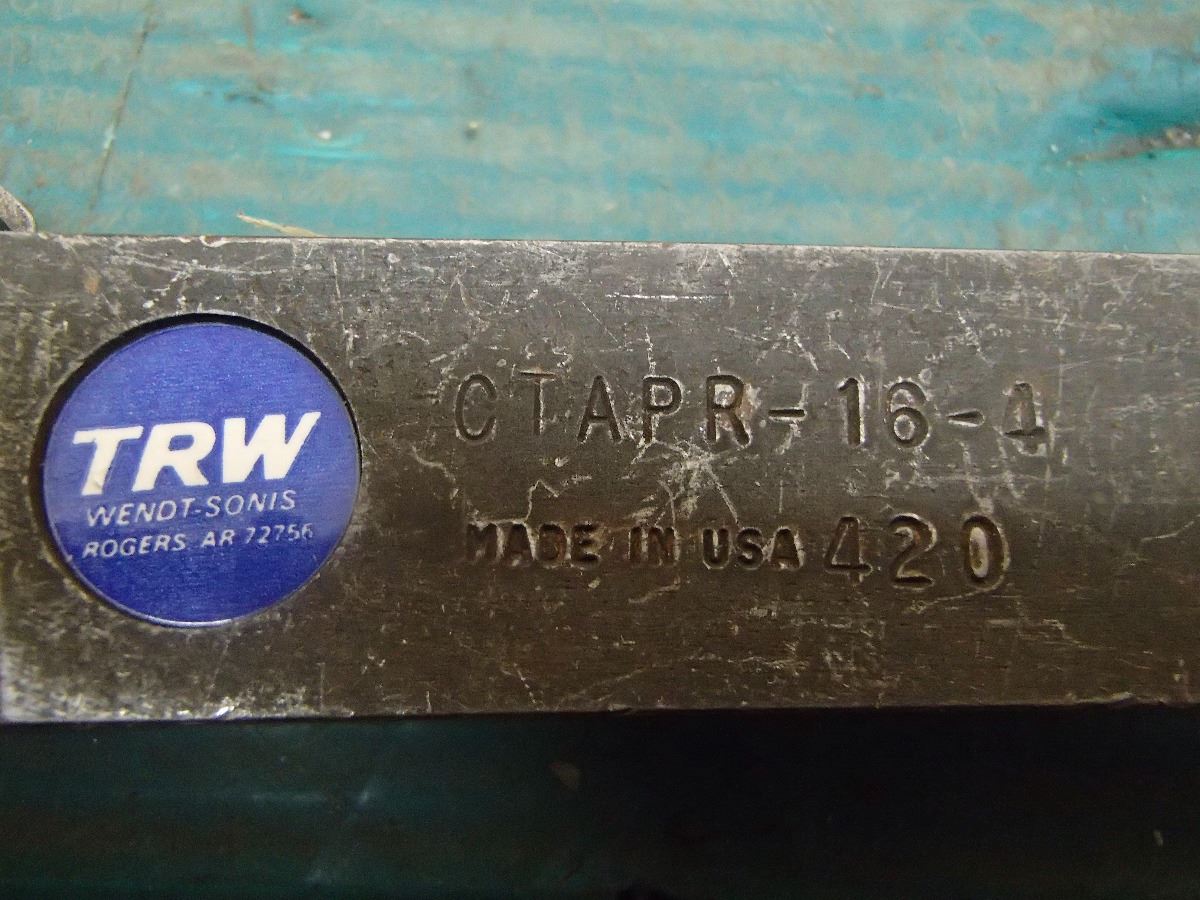 TRW
WENDT-SONIS
ROGERS AR 72756
CTAPR-16-4
MADE IN USA 420